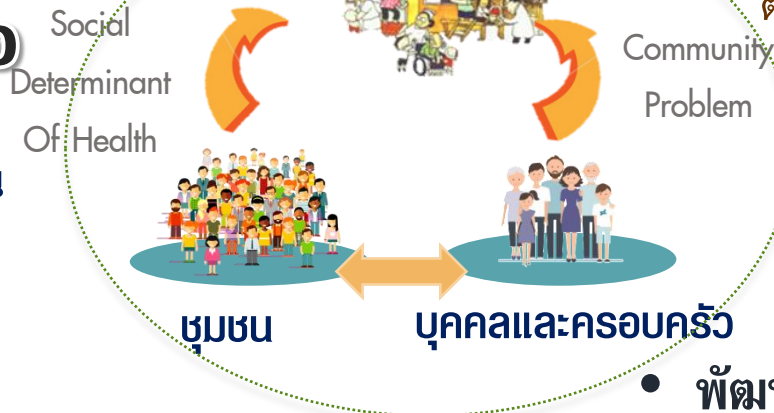 Social
Determinant
Of Health
Community
Problem
ชุมชน
บุคคลและครอบครัว